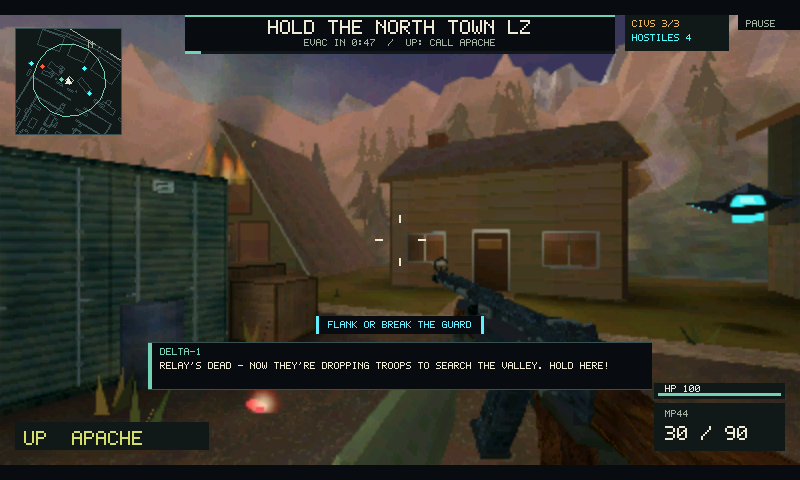 HOLD THE NORTH TOWN LZ
EVAC IN 0:47 / UP: CALL APACHE
CIVS 3/3
HOSTILES 4
PAUSE
N
FLANK OR BREAK THE GUARD
DELTA-1
RELAY'S DEAD - NOW THEY'RE DROPPING TROOPS TO SEARCH THE VALLEY. HOLD HERE!
HP 100
MP44
30 / 90
UP APACHE